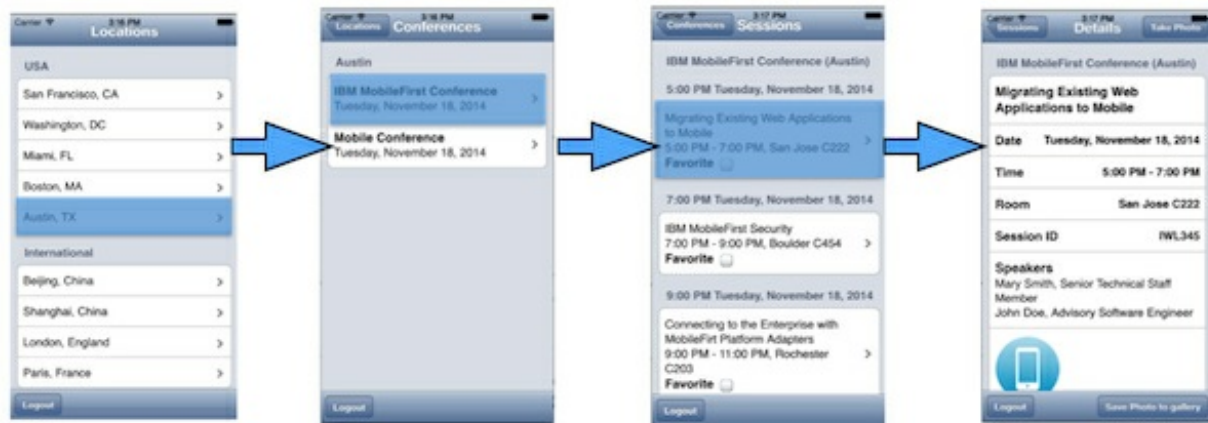 Carrier 3:16 PM
Locations
USA
San Francisco, CA
Washington, DC
Miami, FL
Boston, MA
Austin, TX
International
Beijing, China
Shanghai, China
London, England
Paris, France
Logout
Carrier 3:16 PM
Locations Conferences
Austin
IBM MobileFirst Conference
Tuesday, November 18, 2014
Mobile Conference
Tuesday, November 18, 2014
Logout
Carrier 3:17 PM
Conferences Sessions
IBM MobileFirst Conference (Austin)
5:00 PM Tuesday, November 18, 2014
Migrating Existing Web Applications
to Mobile
5:00 PM - 7:00 PM, San Jose C222
Favorite
7:00 PM Tuesday, November 18, 2014
IBM MobileFirst Security
7:00 PM - 9:00 PM, Boulder C454
Favorite
9:00 PM Tuesday, November 18, 2014
Connecting to the Enterprise with
MobileFirt Platform Adapters
9:00 PM - 11:00 PM, Rochester
C203
Favorite
Logout
Carrier 3:17 PM
Sessions Details Take Photo
IBM MobileFirst Conference (Austin)
Migrating Existing Web
Applications to Mobile
Date Tuesday, November 18, 2014
Time 5:00 PM - 7:00 PM
Room San Jose C222
Session ID IWL345
Speakers
Mary Smith, Senior Technical Staff
Member
John Doe, Advisory Software Engineer
Logout Save Photo to gallery